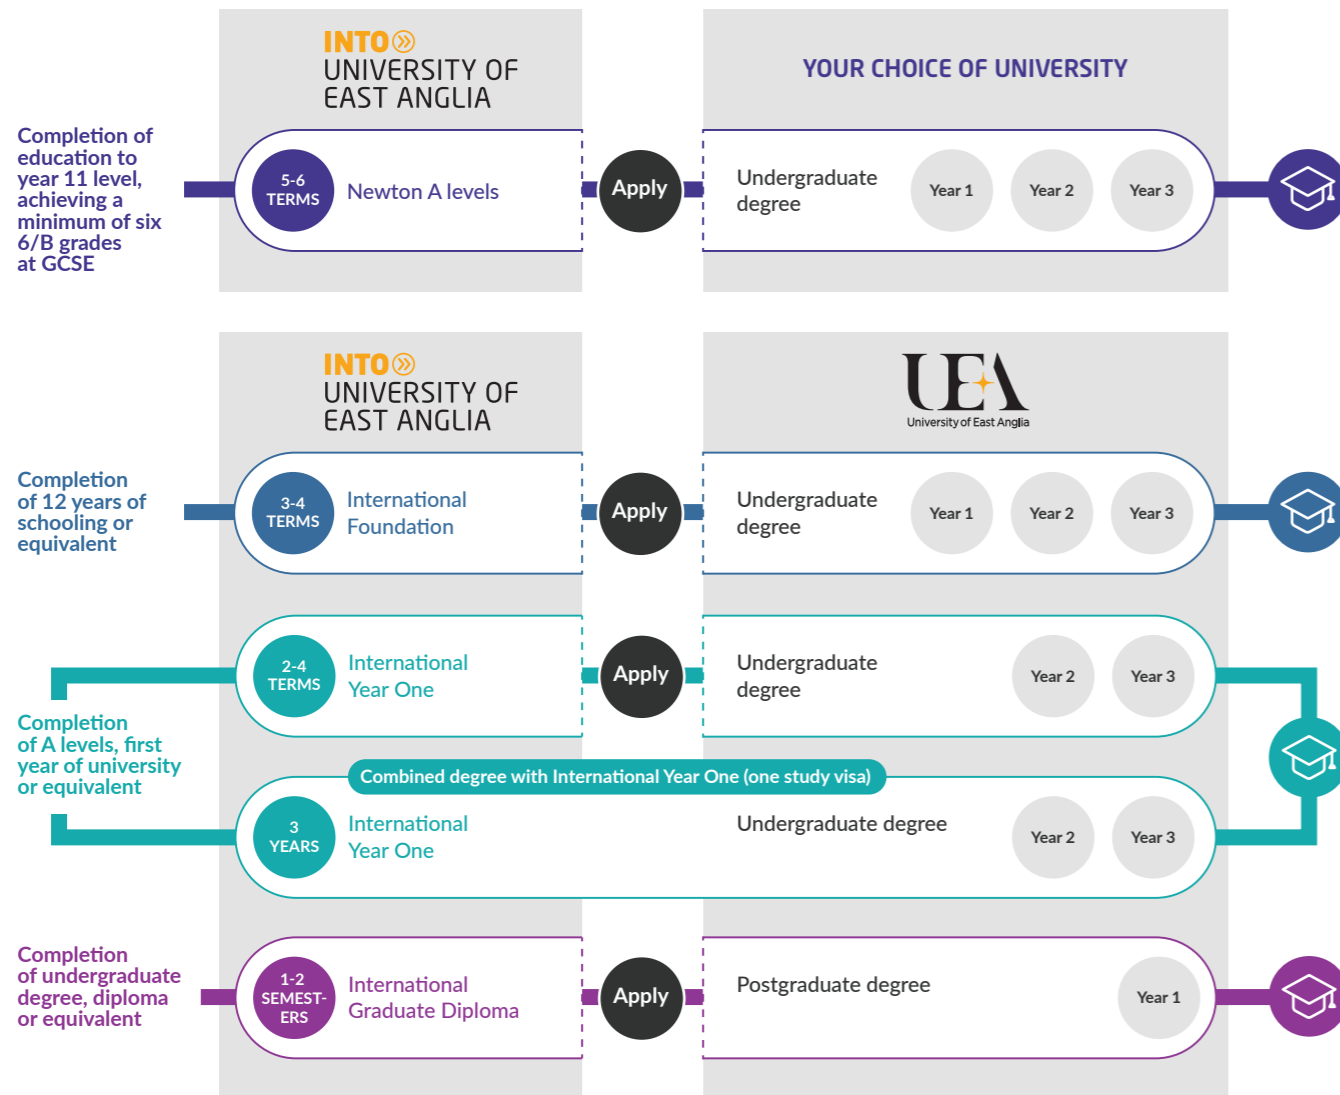 INTO
UNIVERSITY OF
EAST ANGLIA
YOUR CHOICE OF UNIVERSITY
Completion of
education to
year 11 level,
achieving a
minimum of six
6/B grades
at GCSE
5-6
TERMS
Newton A levels
Apply
Undergraduate
degree
Year 1
Year 2
Year 3
INTO
UNIVERSITY OF
EAST ANGLIA
UEA
University of East Anglia
Completion
of 12 years of
schooling or
equivalent
3-4
TERMS
International
Foundation
Apply
Undergraduate
degree
Year 1
Year 2
Year 3
Completion
of A levels, first
year of university
or equivalent
2-4
TERMS
International
Year One
Apply
Undergraduate
degree
Year 2
Year 3
Combined degree with International Year One (one study visa)
3
YEARS
International
Year One
Undergraduate degree
Year 2
Year 3
Completion
of undergraduate
degree, diploma
or equivalent
1-2
SEMEST-
ERS
International
Graduate Diploma
Apply
Postgraduate degree
Year 1